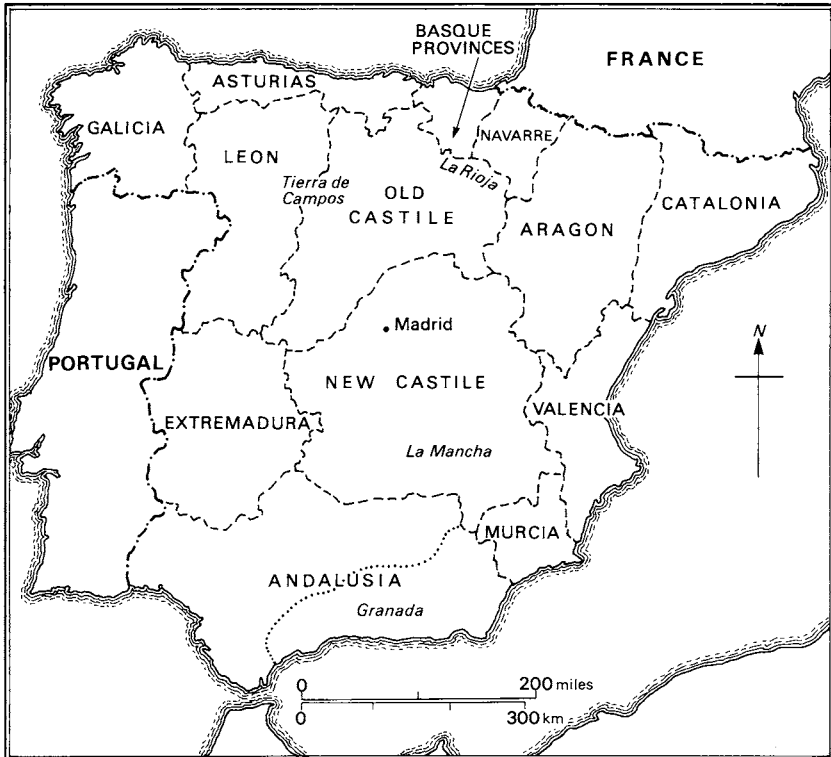 BASQUE
PROVINCES
FRANCE
ASTURIAS
GALICIA
NAVARRE
LEON
La Rioja
Tierra de
Campos
OLD
CASTILE
CATALONIA
ARAGON
Madrid
N
PORTUGAL
NEW CASTILE
VALENCIA
EXTREMADURA
La Mancha
MURCIA
ANDALUSIA
Granada
0 200 miles
0 300 km